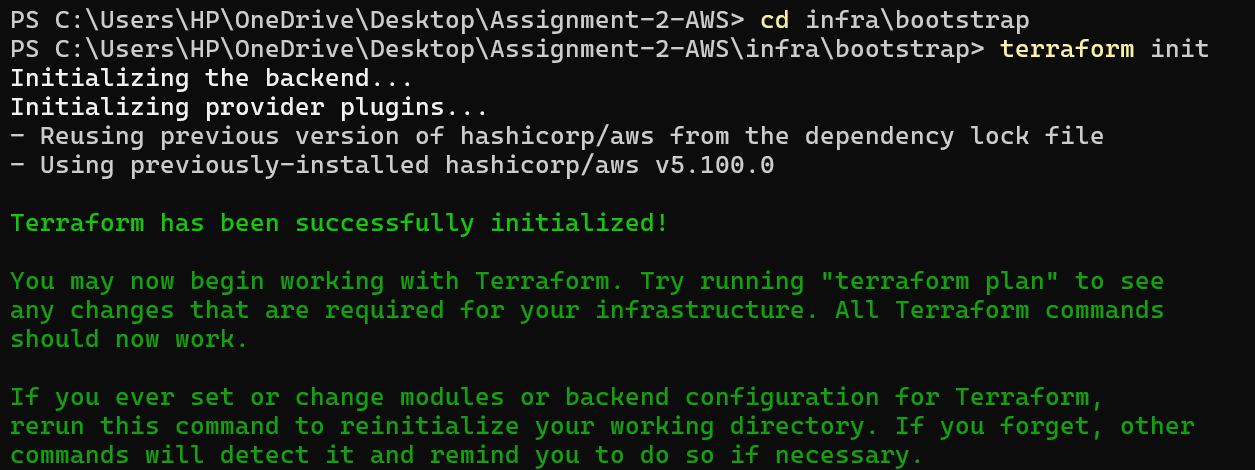 PS C:\Users\HP\OneDrive\Desktop\Assignment-2-AWS> cd infra\bootstrap
PS C:\Users\HP\OneDrive\Desktop\Assignment-2-AWS\infra\bootstrap> terraform init
Initializing the backend...
Initializing provider plugins...
- Reusing previous version of hashicorp/aws from the dependency lock file
- Using previously-installed hashicorp/aws v5.100.0
Terraform has been successfully initialized!
You may now begin working with Terraform. Try running "terraform plan" to see
any changes that are required for your infrastructure. All Terraform commands
should now work.
If you ever set or change modules or backend configuration for Terraform,
rerun this command to reinitialize your working directory. If you forget, other
commands will detect it and remind you to do so if necessary.